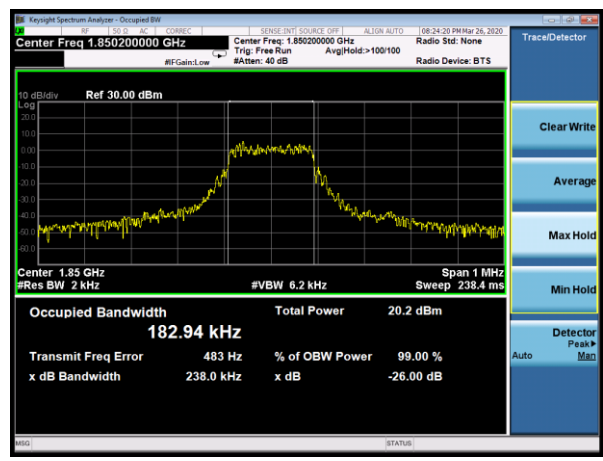 Keysight Spectrum Analyzer - Occupied BW
RF 50 Ω AC CORREC SENSE:INT SOURCE OFF ALIGN AUTO 08:24:20 PM Mar 26, 2020
Center Freq 1.850200000 GHz
Center Freq: 1.850200000 GHz
Radio Std: None
Trig: Free Run Avg|Hold:>100/100
#IFGain:Low #Atten: 40 dB Radio Device: BTS
Trace/Detector
10 dB/div Ref 30.00 dBm
Log
20.0
10.0
0.00
-10.0
-20.0
-30.0
-40.0
-50.0
-60.0
Center 1.85 GHz Span 1 MHz
#Res BW 2 kHz #VBW 6.2 kHz Sweep 238.4 ms
Occupied Bandwidth Total Power 20.2 dBm
182.94 kHz
Transmit Freq Error 483 Hz % of OBW Power 99.00 %
x dB Bandwidth 238.0 kHz x dB -26.00 dB
Clear Write
Average
Max Hold
Min Hold
Detector
Peak▶
Auto Man
MSG STATUS